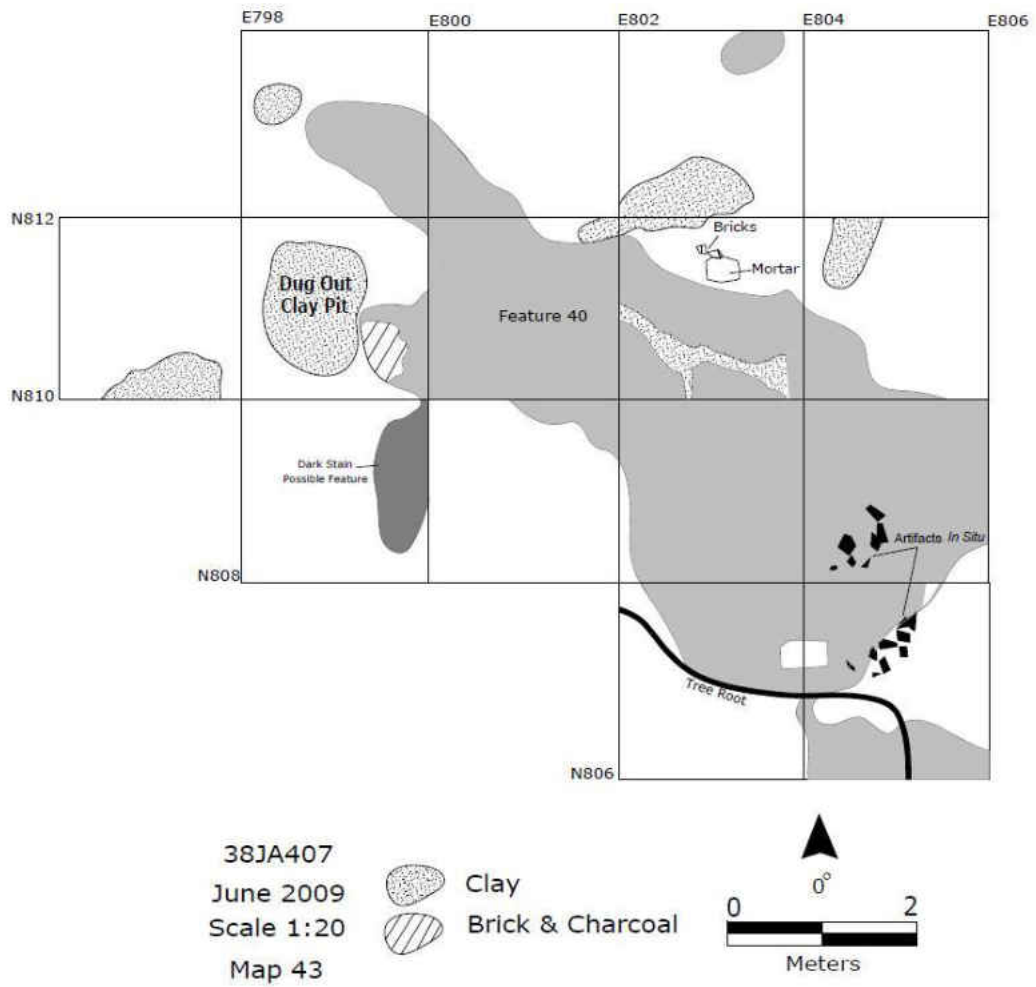 E798
E800
E802
E804
E806
N812
Bricks
Mortar
Dug Out
Clay Pit
Feature 40
N810
Dark Stain
Possible Feature
Artifacts In Situ
N808
Tree Root
N806
38JA407
June 2009
Scale 1:20
Map 43
Clay
Brick & Charcoal
0°
0
2
Meters